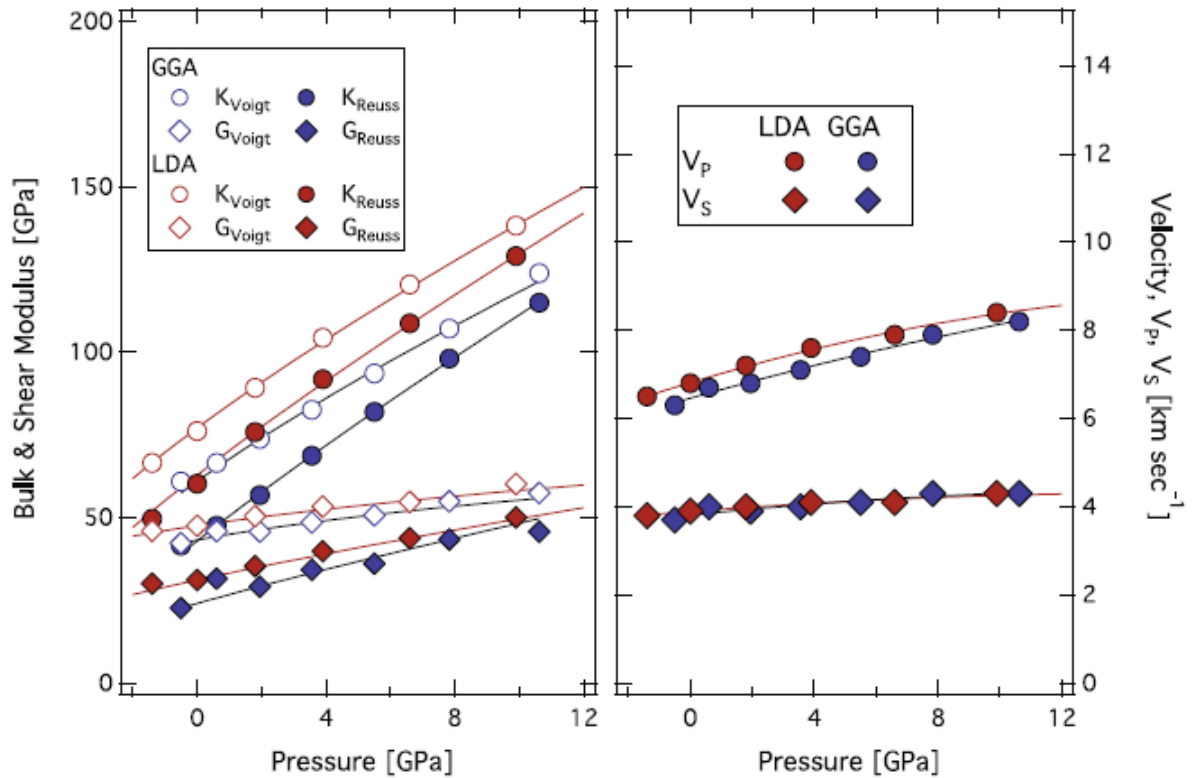 200
150
100
50
0
Bulk & Shear Modulus [GPa]
GGA
K_Voigt K_Reuss
G_Voigt G_Reuss
LDA
K_Voigt K_Reuss
G_Voigt G_Reuss
0 4 8 12
Pressure [GPa]
LDA GGA
V_P
V_S
14
12
10
8
6
4
2
0
Velocity, V_P, V_S [km sec⁻¹]
0 4 8 12
Pressure [GPa]